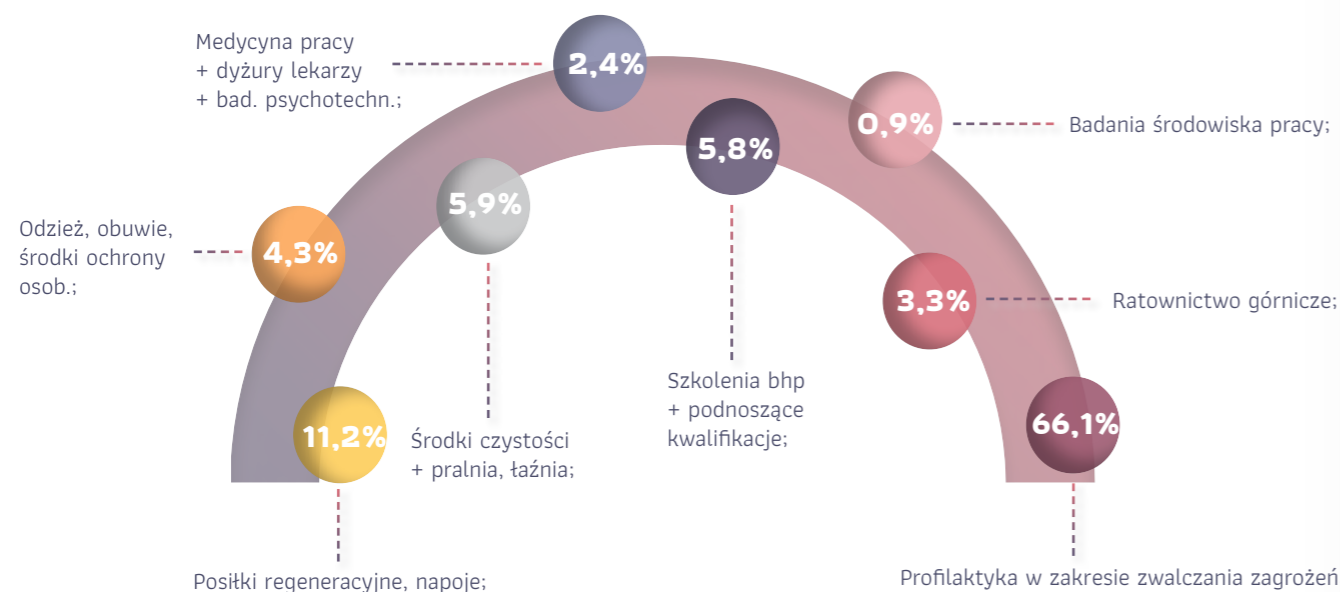 Medycyna pracy
+ dyżury lekarzy
+ bad. psychotechn.;
2,4%
0,9%
Badania środowiska pracy;
5,8%
5,9%
Odzież, obuwie,
środki ochrony
osob.;
4,3%
3,3%
Ratownictwo górnicze;
Szkolenia bhp
+ podnoszące
kwalifikacje;
11,2%
Środki czystości
+ pralnia, łaźnia;
66,1%
Posiłki regeneracyjne, napoje;
Profilaktyka w zakresie zwalczania zagrożeń